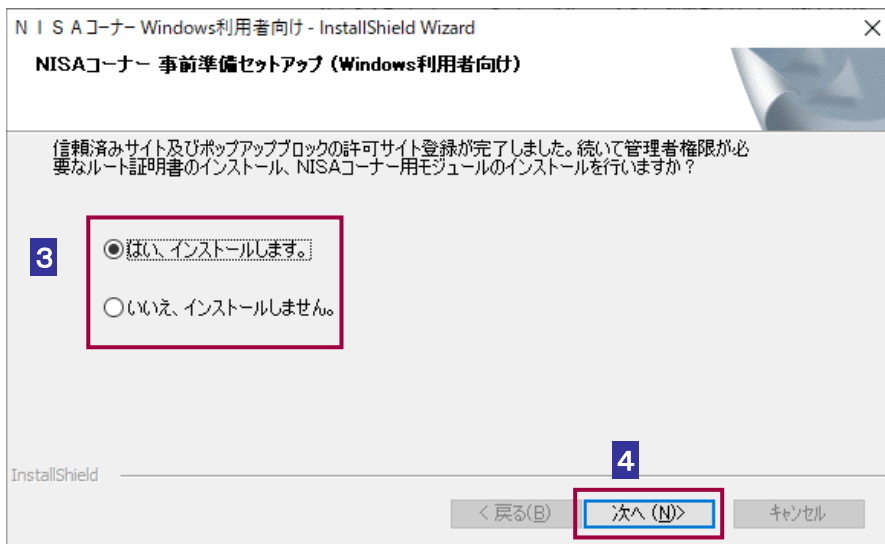 ＮＩＳＡコーナー Windows利用者向け - InstallShield Wizard
NISAコーナー 事前準備セットアップ (Windows利用者向け)
信頼済みサイト及びポップアップブロックの許可サイト登録が完了しました。続いて管理者権限が必
要なルート証明書のインストール、NISAコーナー用モジュールのインストールを行いますか？
3
はい、インストールします。
いいえ、インストールしません。
4
InstallShield
< 戻る(B)
次へ (N)>
キャンセル